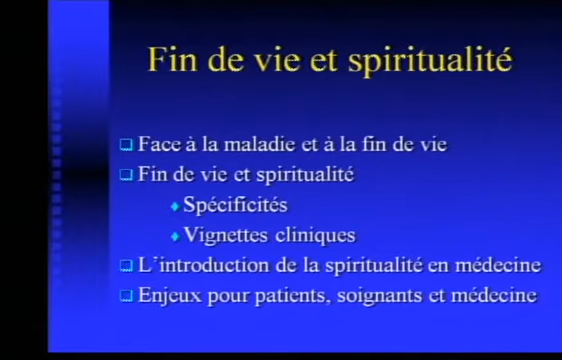 Fin de vie et spiritualité
Face à la maladie et à la fin de vie
Fin de vie et spiritualité
Spécificités
Vignettes cliniques
L'introduction de la spiritualité en médecine
Enjeux pour patients, soignants et médecine